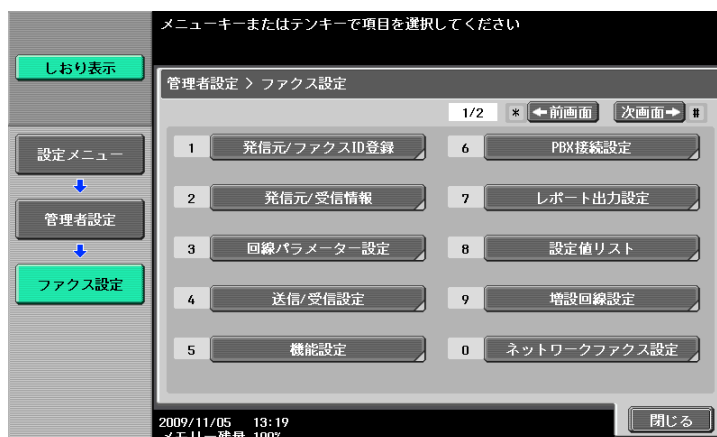 メニューキーまたはテンキーで項目を選択してください
しおり表示
管理者設定 > ファクス設定
1/2 * ←前画面 次画面→ #
設定メニュー
管理者設定
ファクス設定
1 発信元/ファクスID登録
2 発信元/受信情報
3 回線パラメーター設定
4 送信/受信設定
5 機能設定
6 PBX接続設定
7 レポート出力設定
8 設定値リスト
9 増設回線設定
0 ネットワークファクス設定
2009/11/05 13:19
メモリー残量 100%
閉じる